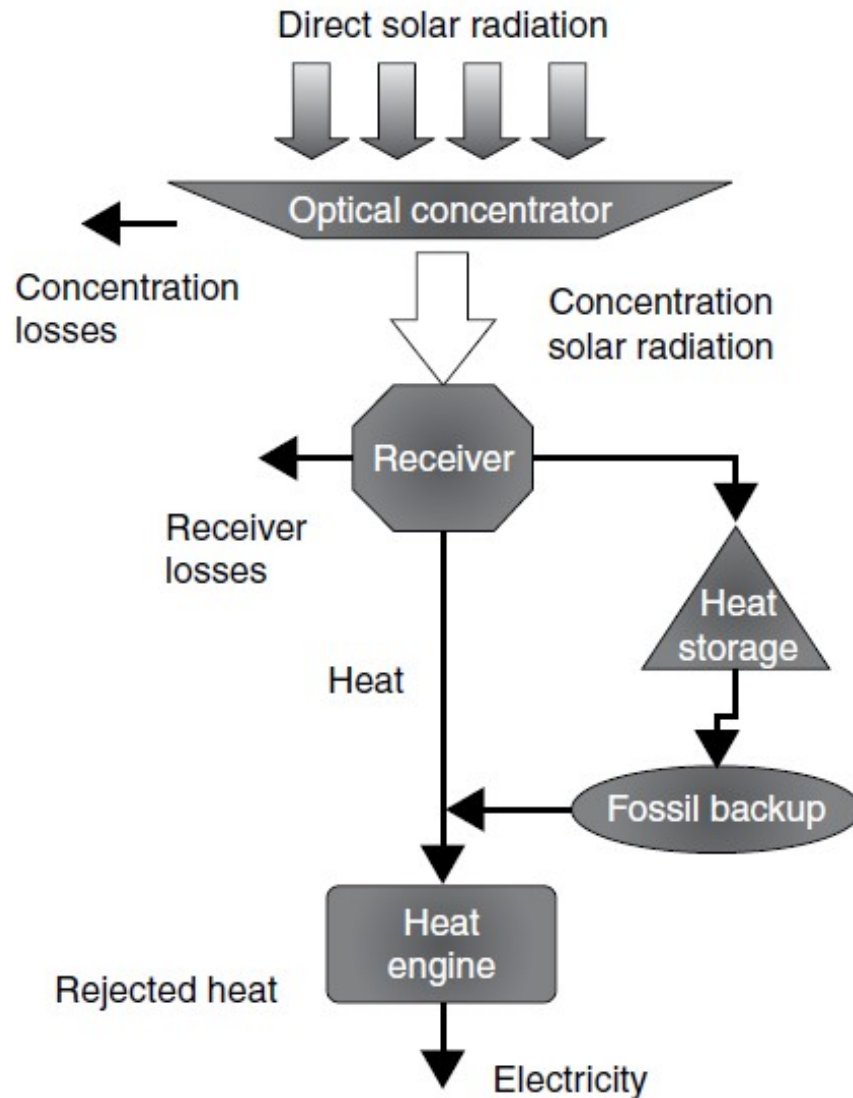 Direct solar radiation
Optical concentrator
Concentration
losses
Concentration
solar radiation
Receiver
Receiver
losses
Heat
storage
Heat
Fossil backup
Heat
engine
Rejected heat
Electricity